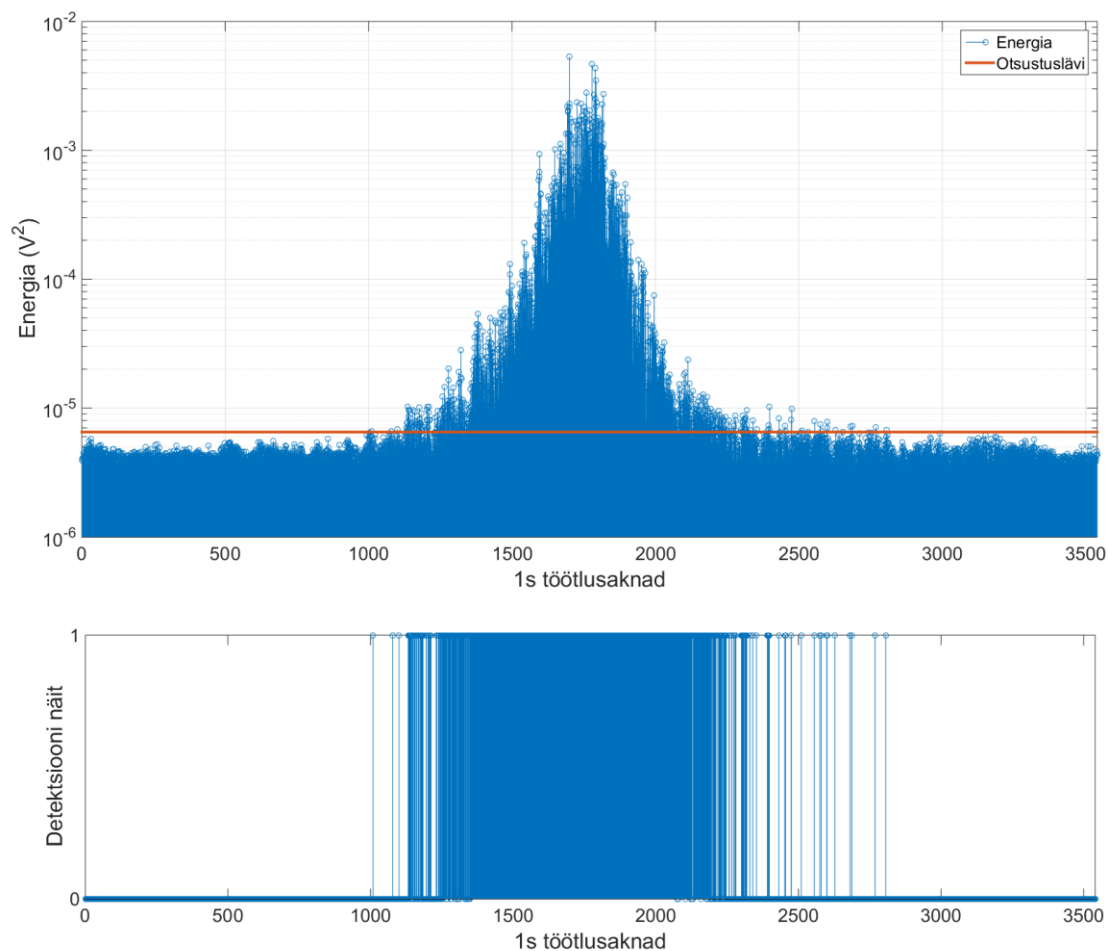 10^-2
10^-3
10^-4
10^-5
10^-6
Energia (V^2)
Energia
Otsustuslävi
0 500 1000 1500 2000 2500 3000 3500
1s töötlusaknad
1
0
Detektsiooni näit
0 500 1000 1500 2000 2500 3000 3500
1s töötlusaknad